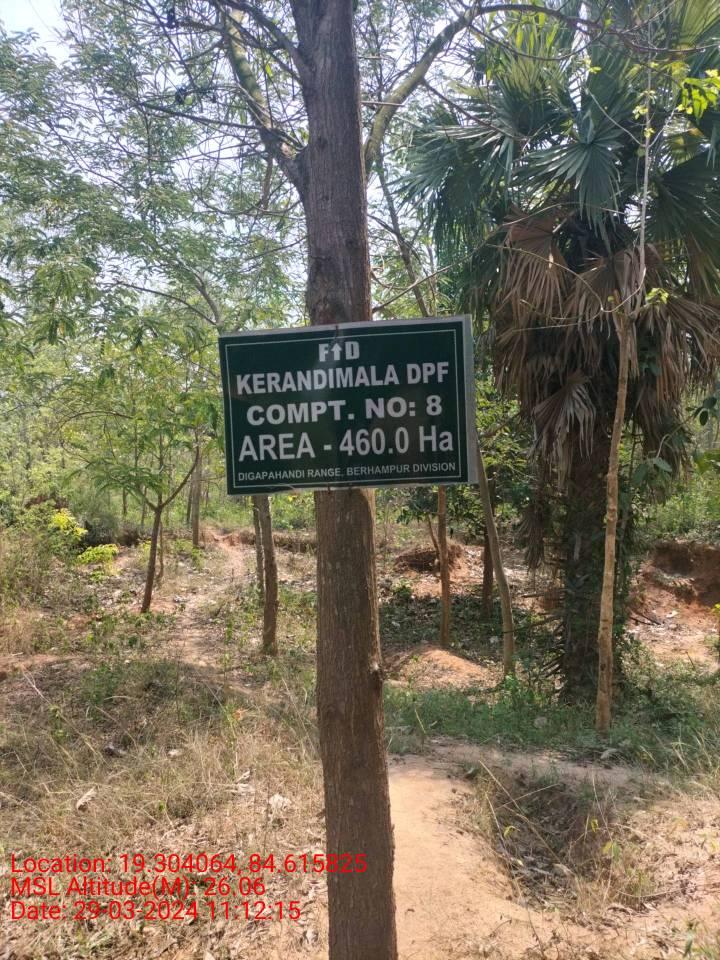 F↑D
KERANDIMALA DPF
COMPT. NO: 8
AREA - 460.0 Ha
DIGAPAHANDI RANGE, BERHAMPUR DIVISION
Location: 19.304064, 84.615825
MSL Altitude(M): 26.06
Date: 29-03-2024 11:12:15